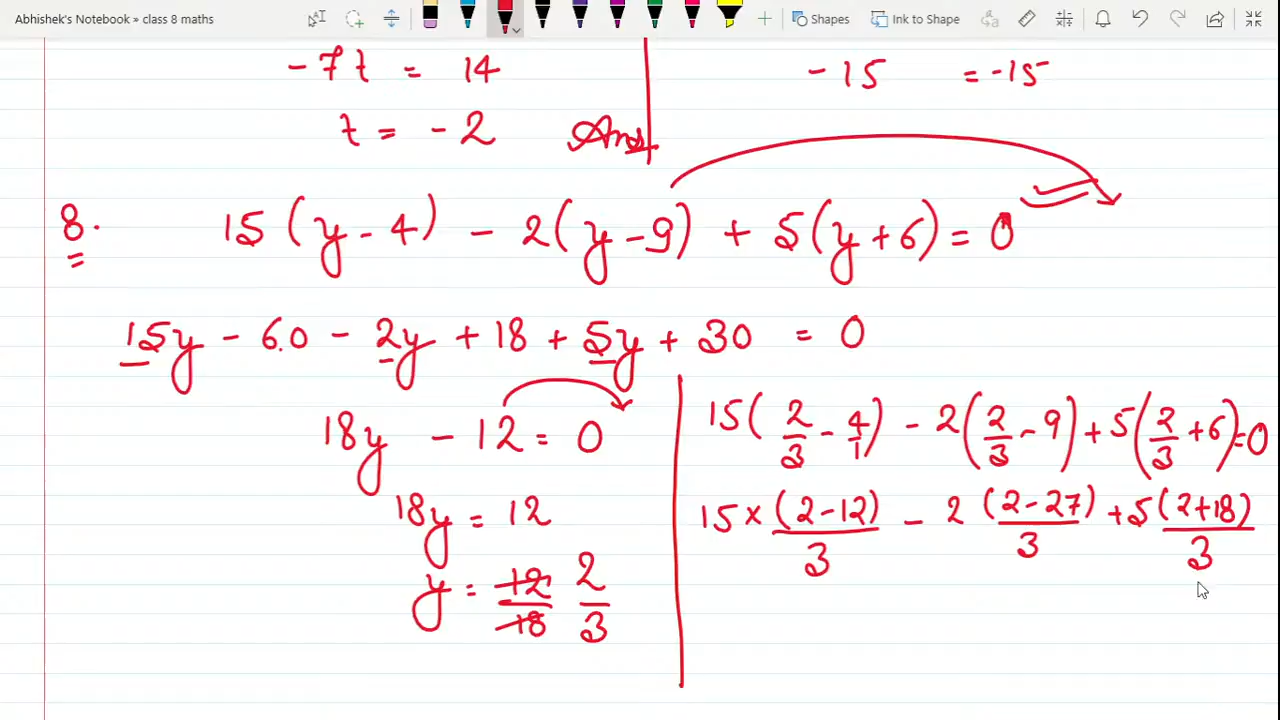 Abhishek's Notebook » class 8 maths
Shapes
Ink to Shape
-7t = 14
t = -2 Ans
-15 = -15
8. 15(y-4) - 2(y-9) + 5(y+6) = 0
15y - 60 - 2y + 18 + 5y + 30 = 0
18y - 12 = 0
18y = 12
y = 12/18 2/3
15(2/3 - 4/1) - 2(2/3 - 9) + 5(2/3 + 6) = 0
15 × (2-12)/3 - 2 (2-27)/3 + 5 (2+18)/3